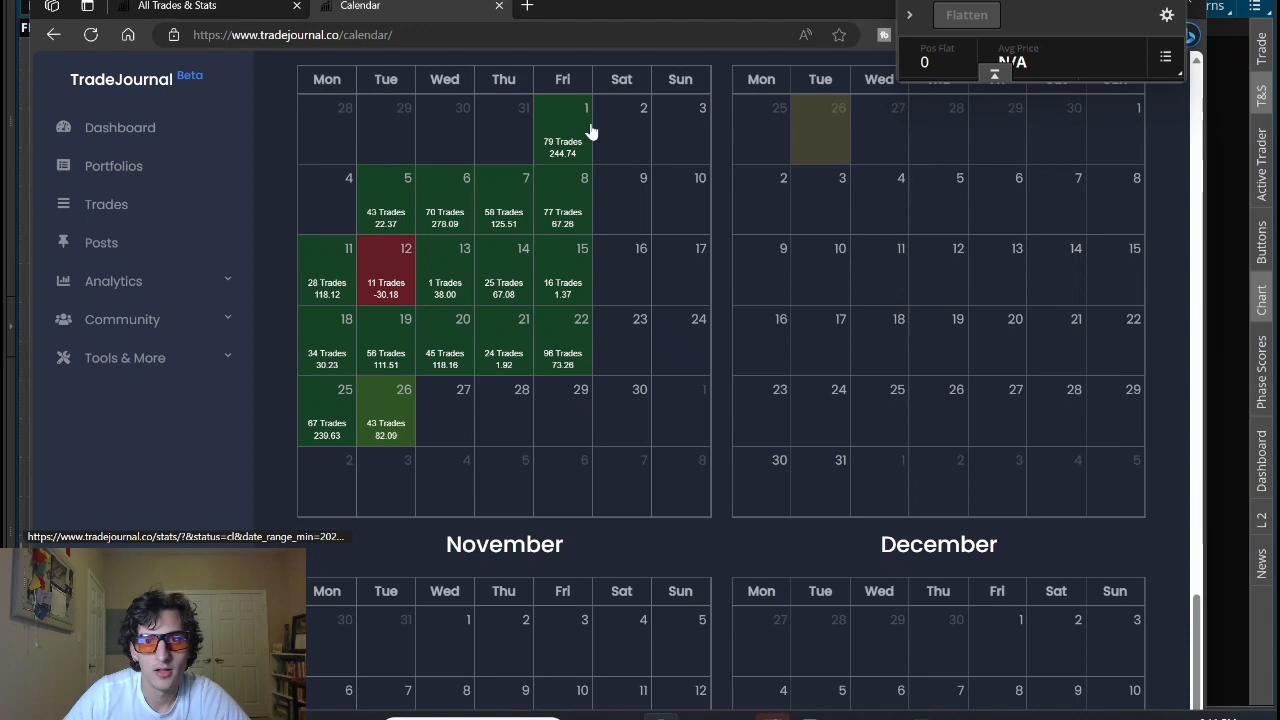 All Trades & Stats
Calendar
https://www.tradejournal.co/calendar/
Flatten
Pos Flat
0
Avg Price
N/A
TradeJournal Beta
Dashboard
Portfolios
Trades
Posts
Analytics
Community
Tools & More
Mon Tue Wed Thu Fri Sat Sun
28 29 30 31 1 2 3
79 Trades
244.74
4 5 6 7 8 9 10
43 Trades 70 Trades 58 Trades 77 Trades
22.37 278.09 125.51 67.26
11 12 13 14 15 16 17
28 Trades 11 Trades 1 Trades 25 Trades 16 Trades
118.12 -30.18 38.00 67.08 1.37
18 19 20 21 22 23 24
34 Trades 56 Trades 45 Trades 24 Trades 96 Trades
30.23 111.51 118.16 1.92 73.26
25 26 27 28 29 30 1
67 Trades 43 Trades
239.63 82.09
2 3 4 5 6 7 8
Mon Tue Wed Thu Fri Sat Sun
25 26 27 28 29 30 1
2 3 4 5 6 7 8
9 10 11 12 13 14 15
16 17 18 19 20 21 22
23 24 25 26 27 28 29
30 31 1 2 3 4 5
https://www.tradejournal.co/stats/?&status=cl&date_range_min=202...
November
Mon Tue Wed Thu Fri Sat Sun
30 31 1 2 3 4 5
6 7 8 9 10 11 12
December
Mon Tue Wed Thu Fri Sat Sun
27 28 29 30 1 2 3
4 5 6 7 8 9 10
Trade
T&S
Active Trader
Buttons
Chart
Phase Scores
Dashboard
L 2
News